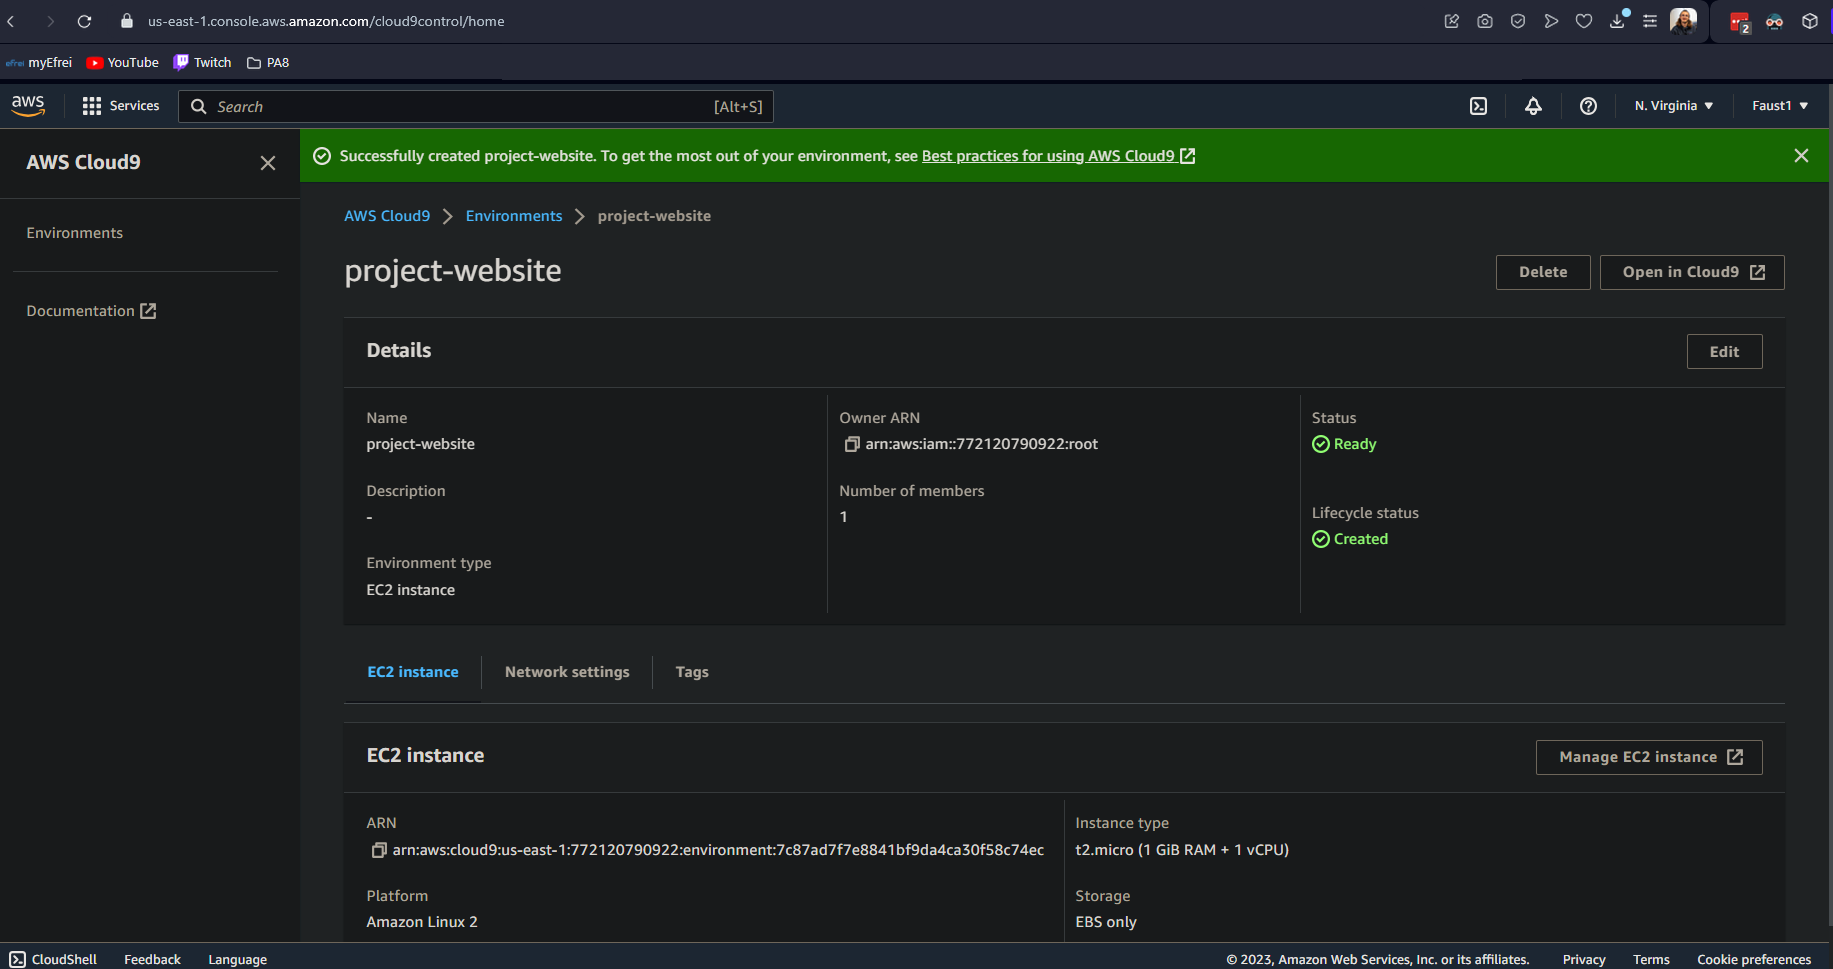 us-east-1.console.aws.amazon.com/cloud9control/home
2
efrei myEfrei YouTube Twitch PA8
aws Services Search [Alt+S] N. Virginia ▼ Faust1 ▼
AWS Cloud9
Successfully created project-website. To get the most out of your environment, see Best practices for using AWS Cloud9
AWS Cloud9 > Environments > project-website
Environments
project-website
Delete Open in Cloud9
Documentation
Details
Edit
Name Owner ARN Status
project-website arn:aws:iam::772120790922:root Ready
Description Number of members
- 1
Lifecycle status
Created
Environment type
EC2 instance
EC2 instance Network settings Tags
EC2 instance
Manage EC2 instance
ARN Instance type
arn:aws:cloud9:us-east-1:772120790922:environment:7c87ad7f7e8841bf9da4ca30f58c74ec t2.micro (1 GiB RAM + 1 vCPU)
Platform Storage
Amazon Linux 2 EBS only
CloudShell Feedback Language © 2023, Amazon Web Services, Inc. or its affiliates. Privacy Terms Cookie preferences